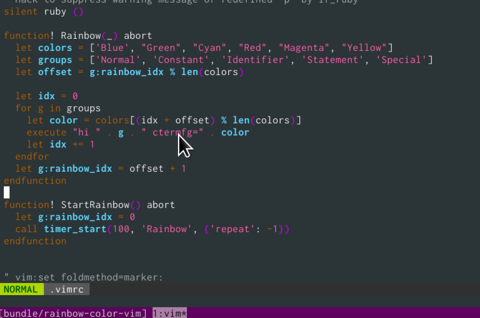 hack to suppress warning message of redefined "p" by if_ruby
silent ruby ()
function! Rainbow(_) abort
let colors = ['Blue', "Green", "Cyan", "Red", "Magenta", "Yellow"]
let groups = ['Normal', 'Constant', 'Identifier', 'Statement', 'Special']
let offset = g:rainbow_idx % len(colors)
let idx = 0
for g in groups
let color = colors[(idx + offset) % len(colors)]
execute "hi " . g . " ctermfg=" . color
let idx += 1
endfor
let g:rainbow_idx = offset + 1
endfunction
function! StartRainbow() abort
let g:rainbow_idx = 0
call timer_start(100, 'Rainbow', {'repeat': -1})
endfunction
" vim:set foldmethod=marker:
NORMAL .vimrc
[bundle/rainbow-color-vim] 1:vim*